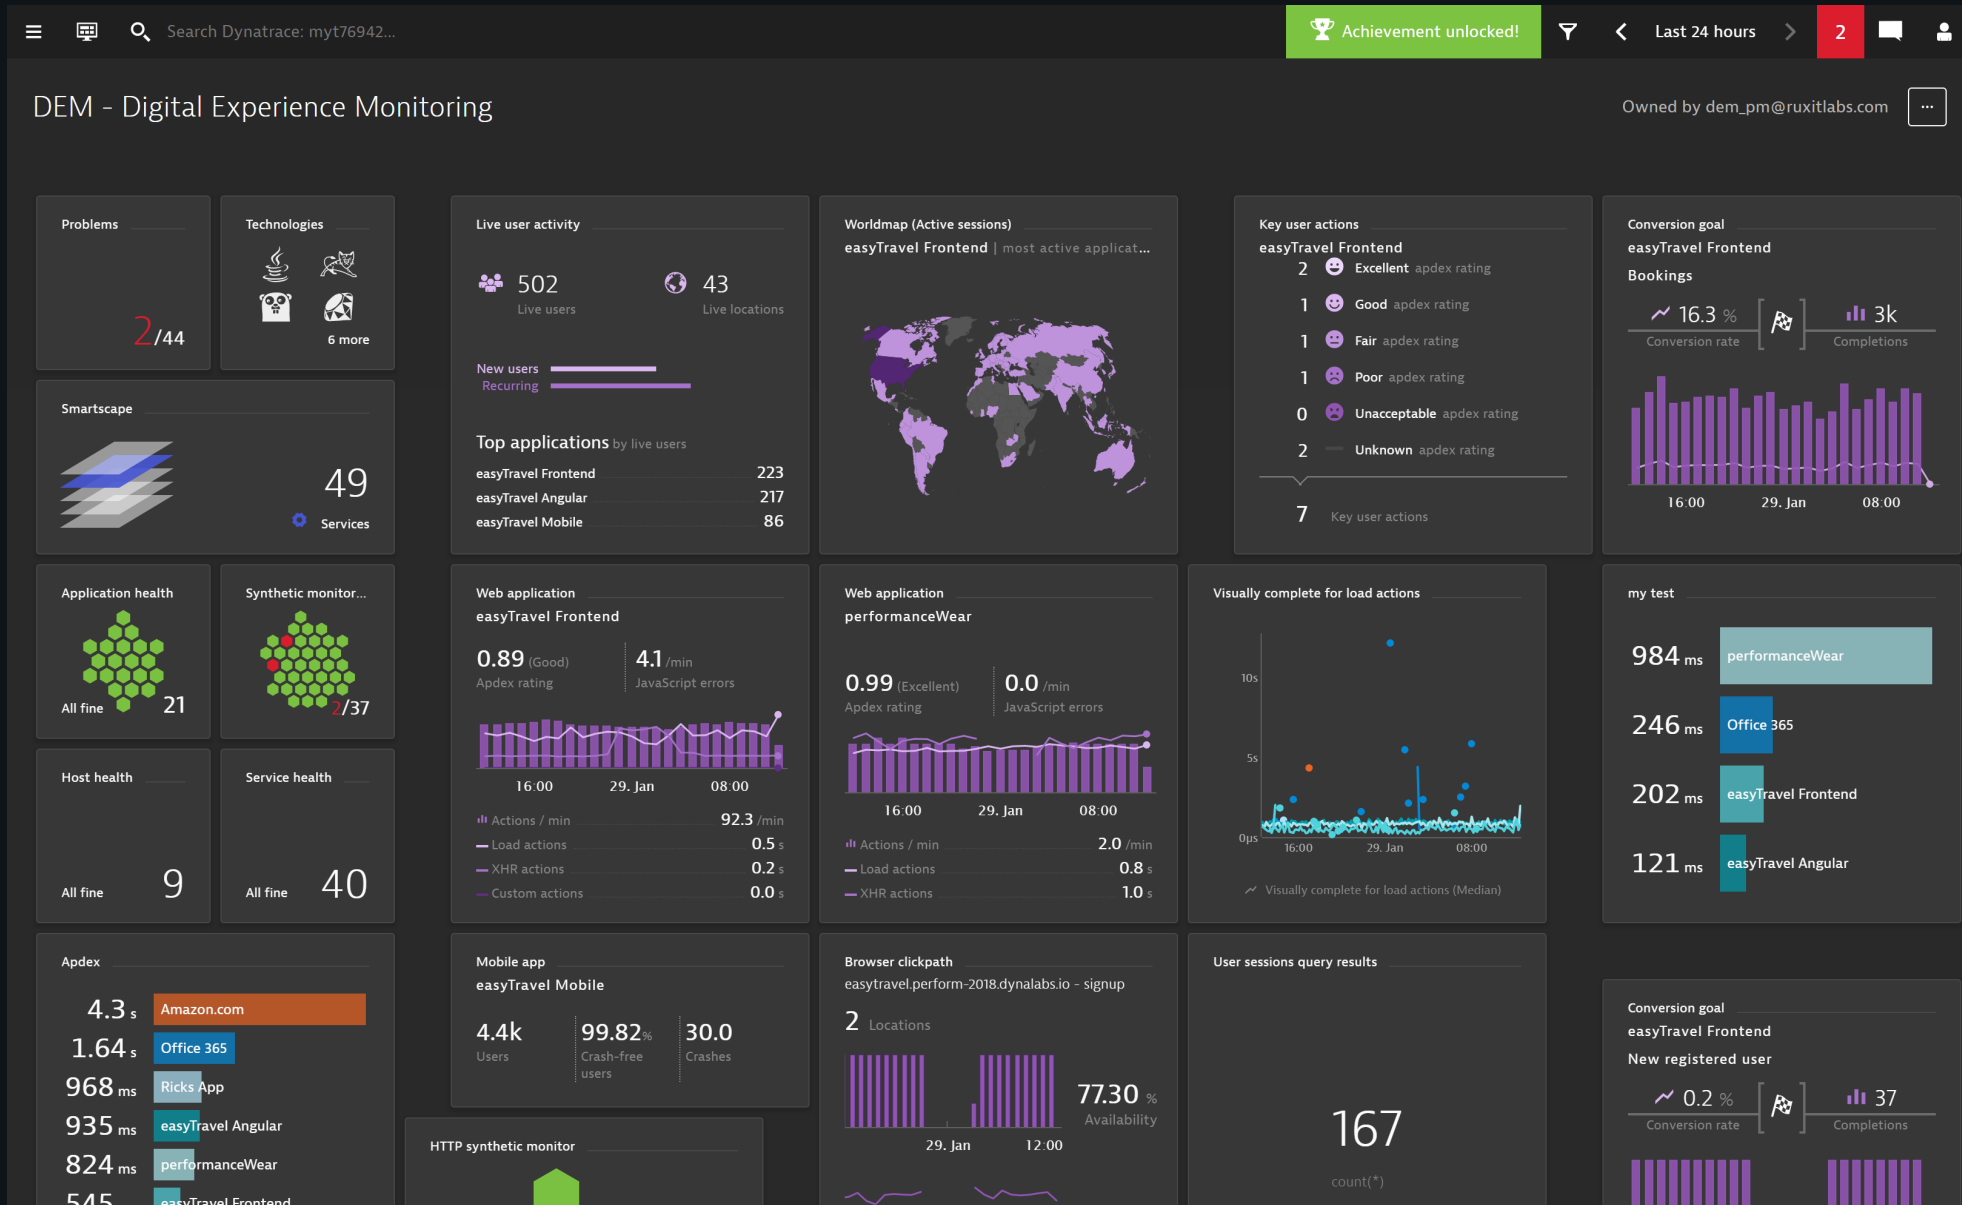 Search Dynatrace: myt76942...
Achievement unlocked!
Last 24 hours
2
DEM - Digital Experience Monitoring
Owned by dem_pm@ruxitlabs.com
...
Problems
2/44
Technologies
6 more
Smartscape
49
Services
Application health
All fine
21
Synthetic monitor...
2/37
Host health
All fine
9
Service health
All fine
40
Apdex
4.3 s
Amazon.com
1.64 s
Office 365
968 ms
Ricks App
935 ms
easyTravel Angular
824 ms
performanceWear
545
easyTravel Frontend
Live user activity
502
Live users
43
Live locations
New users
Recurring
Top applications by live users
easyTravel Frontend 223
easyTravel Angular 217
easyTravel Mobile 86
Worldmap (Active sessions)
easyTravel Frontend | most active applicat...
Key user actions
easyTravel Frontend
2 Excellent apdex rating
1 Good apdex rating
1 Fair apdex rating
1 Poor apdex rating
0 Unacceptable apdex rating
2 Unknown apdex rating
7 Key user actions
Conversion goal
easyTravel Frontend
Bookings
16.3 %
Conversion rate
3k
Completions
16:00 29. Jan 08:00
Web application
easyTravel Frontend
0.89 (Good)
Apdex rating
4.1 /min
JavaScript errors
16:00 29. Jan 08:00
Actions / min 92.3 /min
Load actions 0.5 s
XHR actions 0.2 s
Custom actions 0.0 s
Web application
performanceWear
0.99 (Excellent)
Apdex rating
0.0 /min
JavaScript errors
16:00 29. Jan 08:00
Actions / min 2.0 /min
Load actions 0.8 s
XHR actions 1.0 s
Visually complete for load actions
10s
5s
0µs
16:00 29. Jan 08:00
Visually complete for load actions (Median)
my test
984 ms
performanceWear
246 ms
Office 365
202 ms
easyTravel Frontend
121 ms
easyTravel Angular
Mobile app
easyTravel Mobile
4.4k
Users
99.82%
Crash-free
users
30.0
Crashes
HTTP synthetic monitor
Browser clickpath
easytravel.perform-2018.dynalabs.io - signup
2 Locations
77.30 %
Availability
29. Jan 12:00
User sessions query results
167
count(*)
Conversion goal
easyTravel Frontend
New registered user
0.2 %
Conversion rate
37
Completions